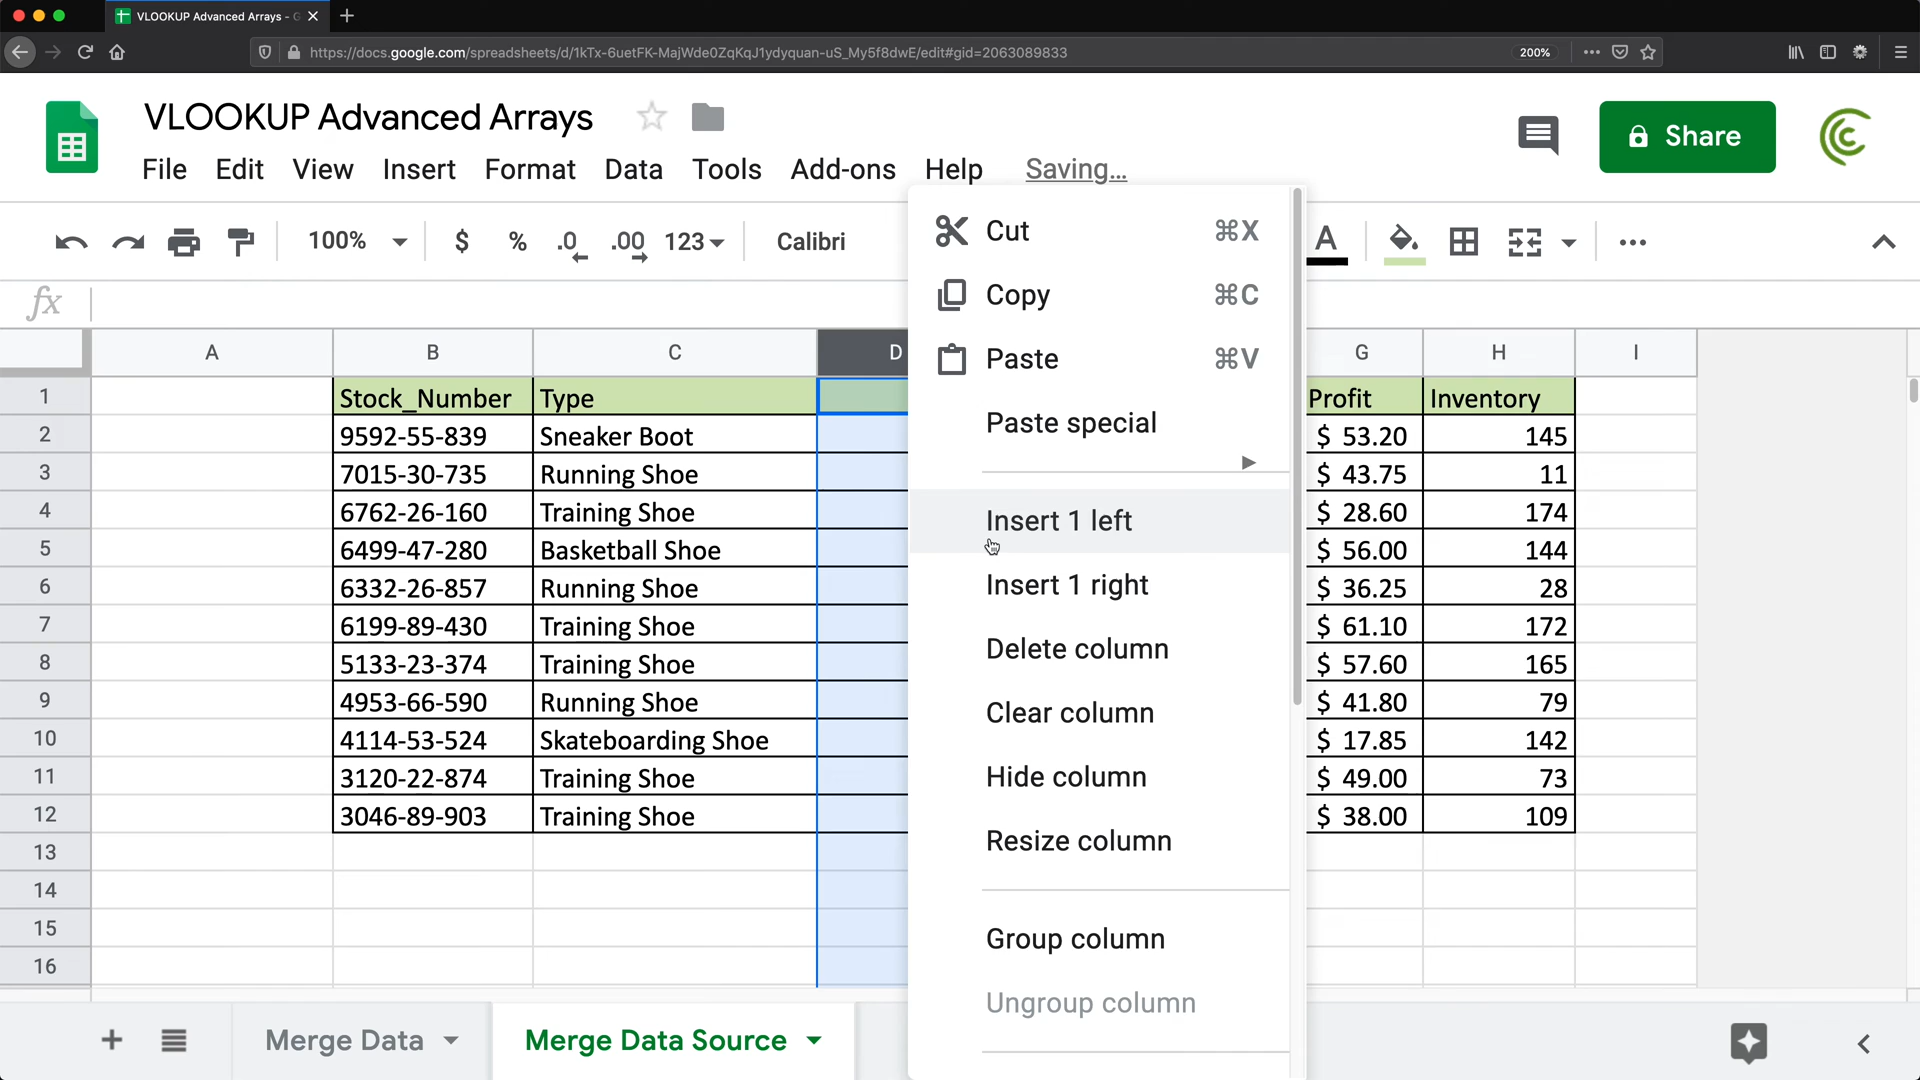 VLOOKUP Advanced Arrays - G
https://docs.google.com/spreadsheets/d/1kTx-6uetFK-MajWde0ZqKqJ1ydyquan-uS_My5f8dwE/edit#gid=2063089833
200%
VLOOKUP Advanced Arrays
Share
File Edit View Insert Format Data Tools Add-ons Help Saving...
100% $ % .0 .00 123 Calibri A
fx
A B C D G H I
1 Stock_Number Type Profit Inventory
2 9592-55-839 Sneaker Boot $ 53.20 145
3 7015-30-735 Running Shoe $ 43.75 11
4 6762-26-160 Training Shoe $ 28.60 174
5 6499-47-280 Basketball Shoe $ 56.00 144
6 6332-26-857 Running Shoe $ 36.25 28
7 6199-89-430 Training Shoe $ 61.10 172
8 5133-23-374 Training Shoe $ 57.60 165
9 4953-66-590 Running Shoe $ 41.80 79
10 4114-53-524 Skateboarding Shoe $ 17.85 142
11 3120-22-874 Training Shoe $ 49.00 73
12 3046-89-903 Training Shoe $ 38.00 109
13
14
15
16
Cut ⌘X
Copy ⌘C
Paste ⌘V
Paste special
Insert 1 left
Insert 1 right
Delete column
Clear column
Hide column
Resize column
Group column
Ungroup column
Merge Data Merge Data Source